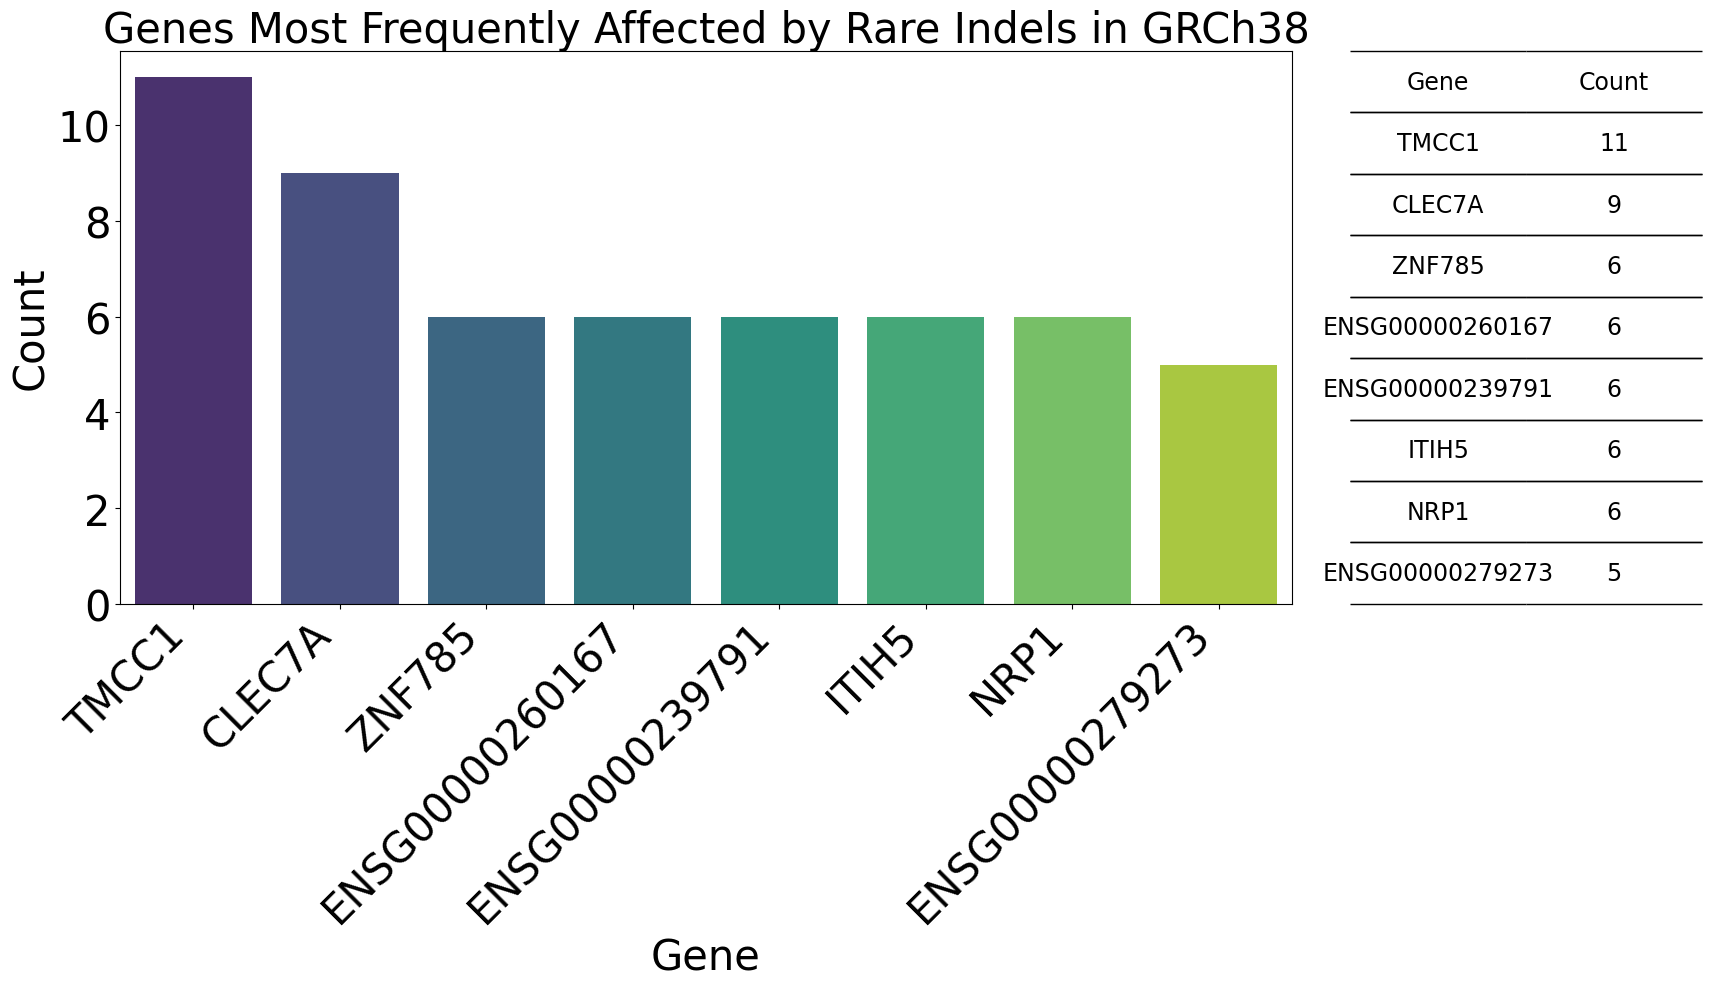 Genes Most Frequently Affected by Rare Indels in GRCh38
Count
10
8
6
4
2
0
TMCC1
CLEC7A
ZNF785
ENSG00000260167
ENSG00000239791
ITIH5
NRP1
ENSG00000279273
Gene
Gene Count
TMCC1 11
CLEC7A 9
ZNF785 6
ENSG00000260167 6
ENSG00000239791 6
ITIH5 6
NRP1 6
ENSG00000279273 5